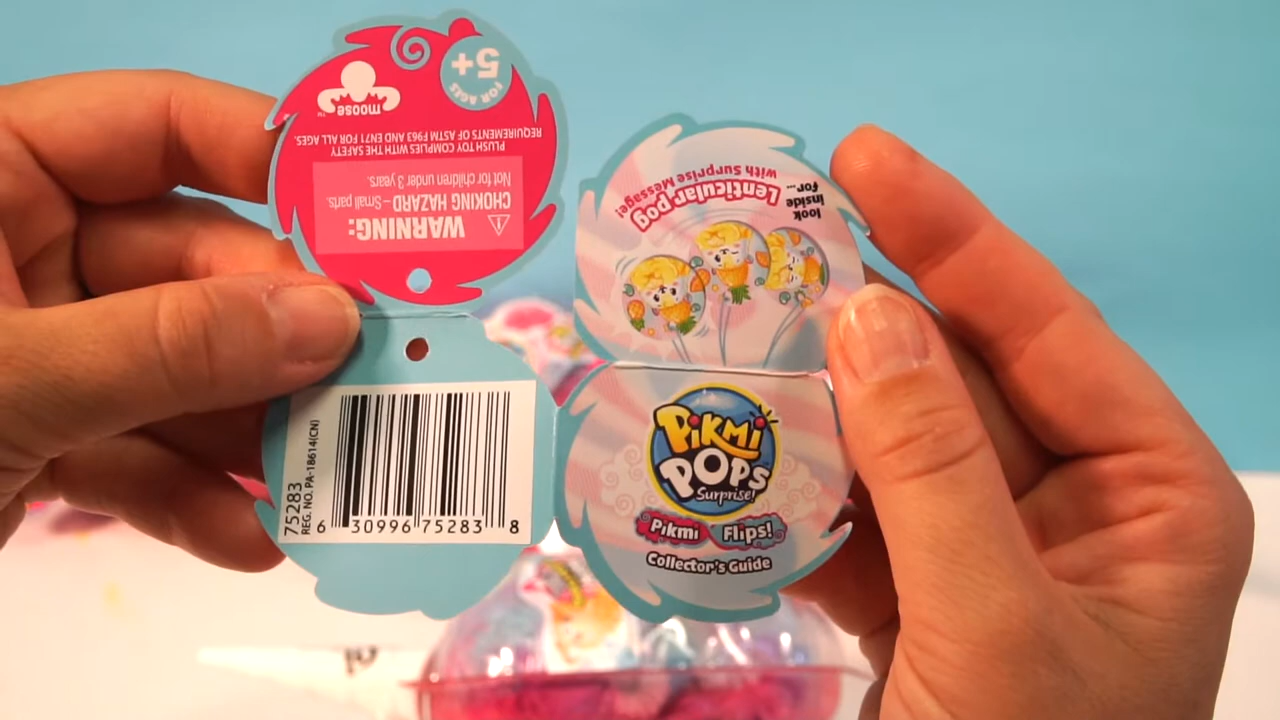 FOR AGES
5+
moose
TM
PLUSH TOY COMPLIES WITH THE SAFETY
REQUIREMENTS OF ASTM F963 AND EN71 FOR ALL AGES.
WARNING:
CHOKING HAZARD – Small parts.
Not for children under 3 years.
look
inside
for...
Lenticular pog
with Surprise Message!
75283
REG. NO. PA-18614(CN)
6 30996 75283 8
PiKMi
POPS
Surprise!
Pikmi Flips!
Collector's Guide